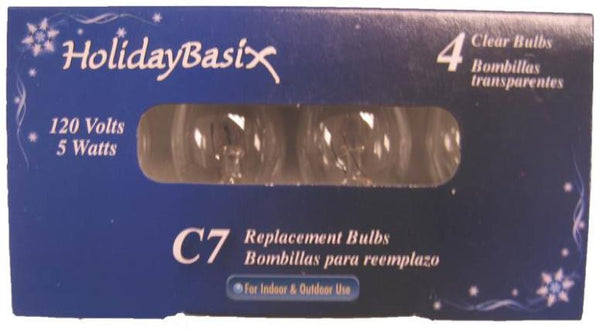 HolidayBasix
4 Clear Bulbs
Bombillas
transparentes
120 Volts
5 Watts
C7 Replacement Bulbs
Bombillas para reemplazo
For Indoor & Outdoor Use